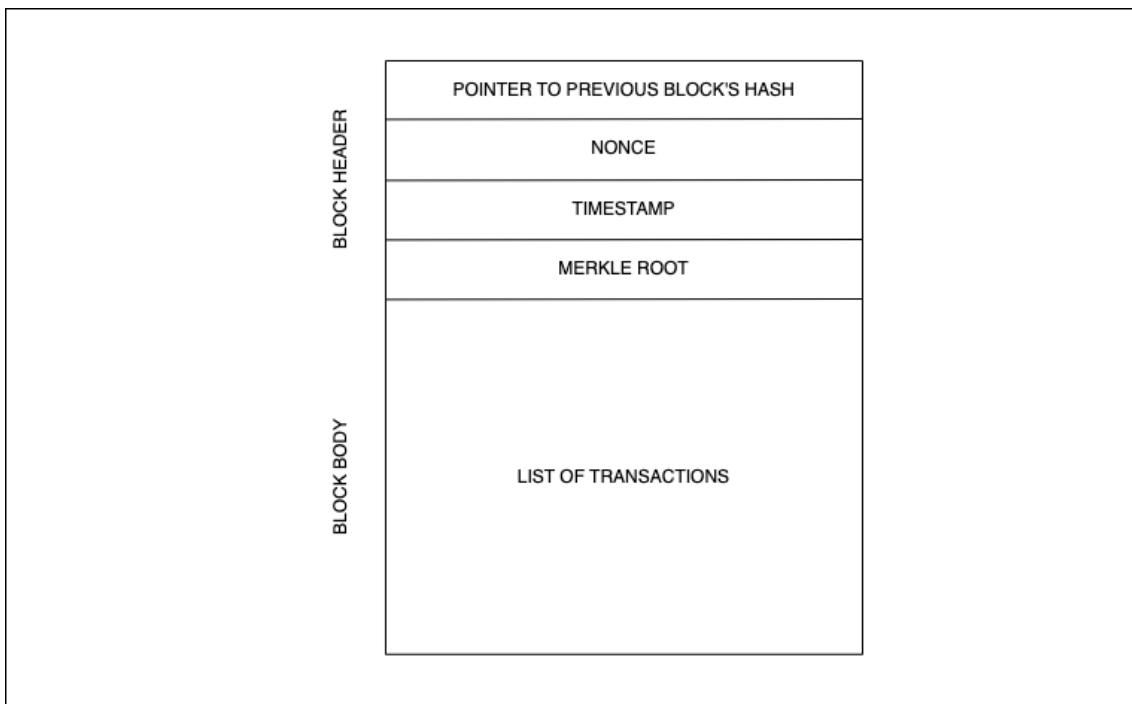 BLOCK HEADER
POINTER TO PREVIOUS BLOCK'S HASH
NONCE
TIMESTAMP
MERKLE ROOT
BLOCK BODY
LIST OF TRANSACTIONS